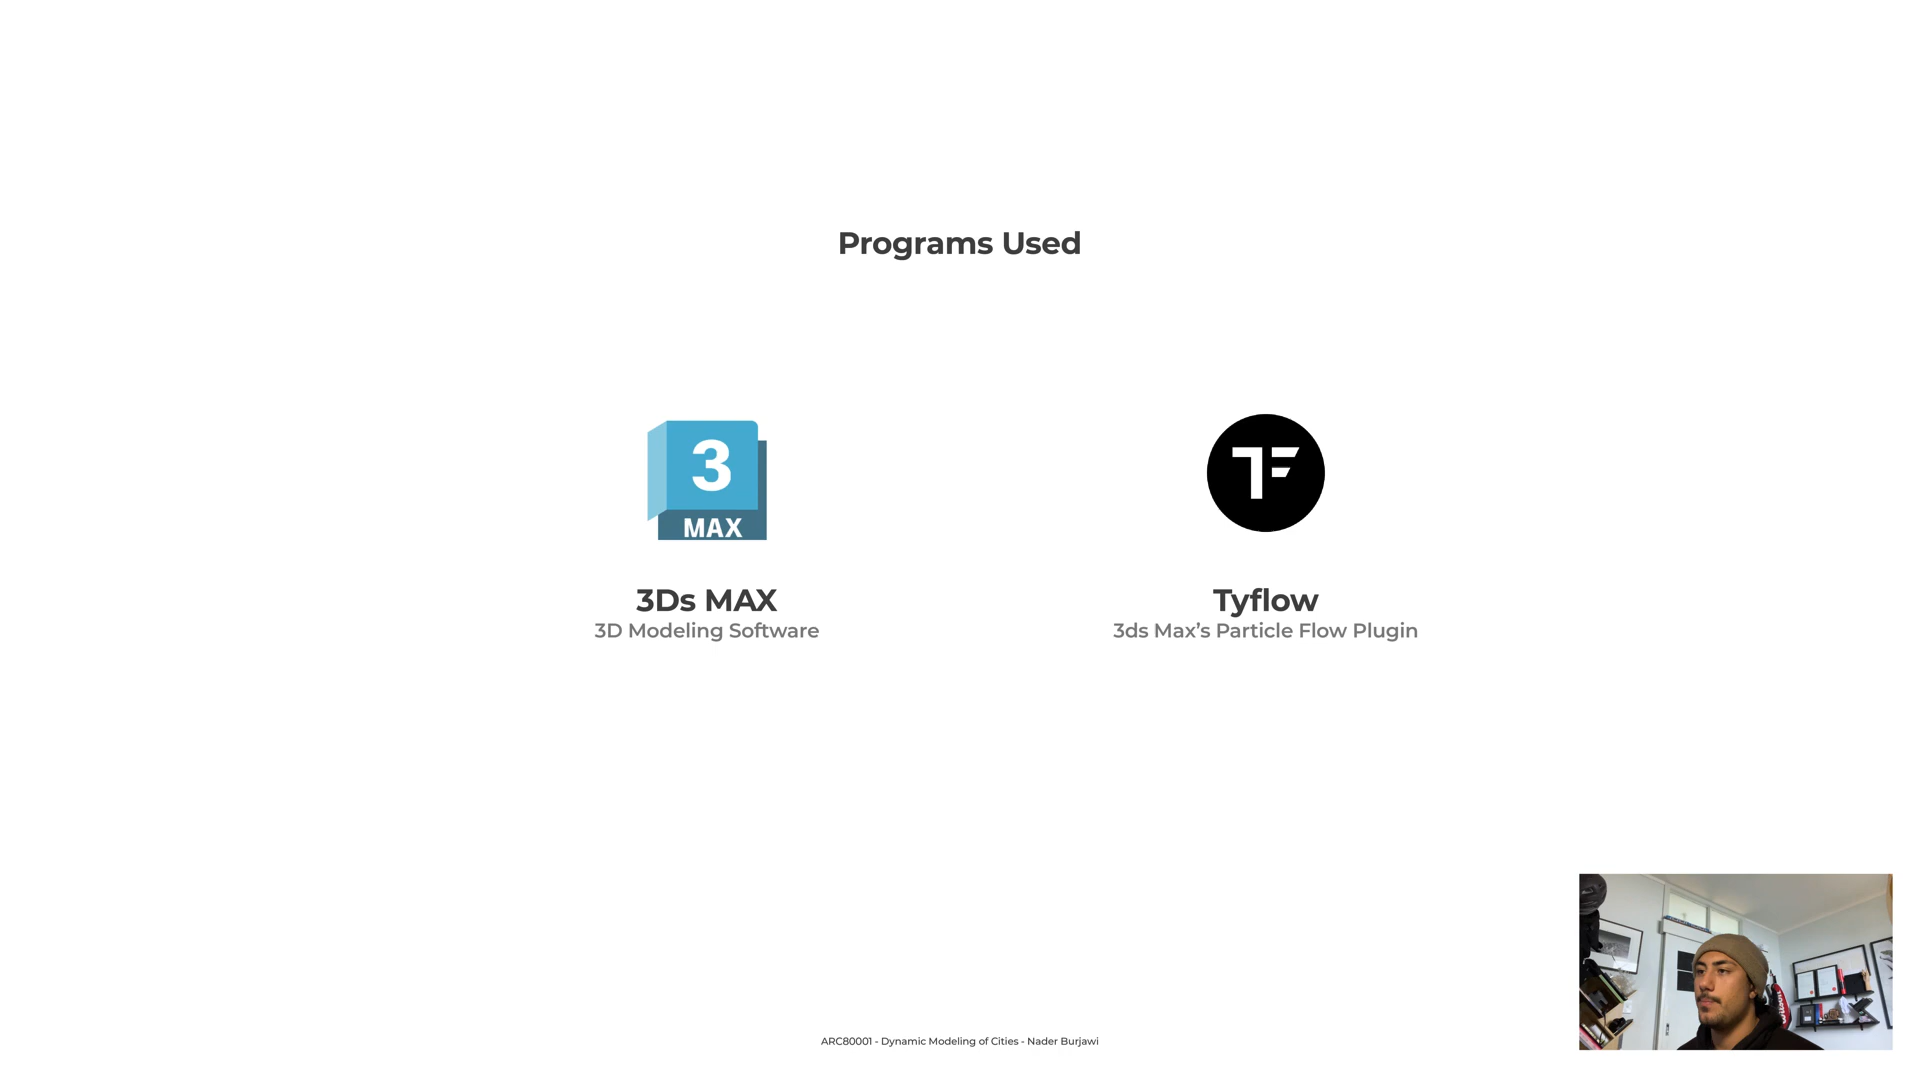 Programs Used
3
MAX
TF
3Ds MAX
3D Modeling Software
Tyflow
3ds Max’s Particle Flow Plugin
ARC80001 - Dynamic Modeling of Cities - Nader Burjawi